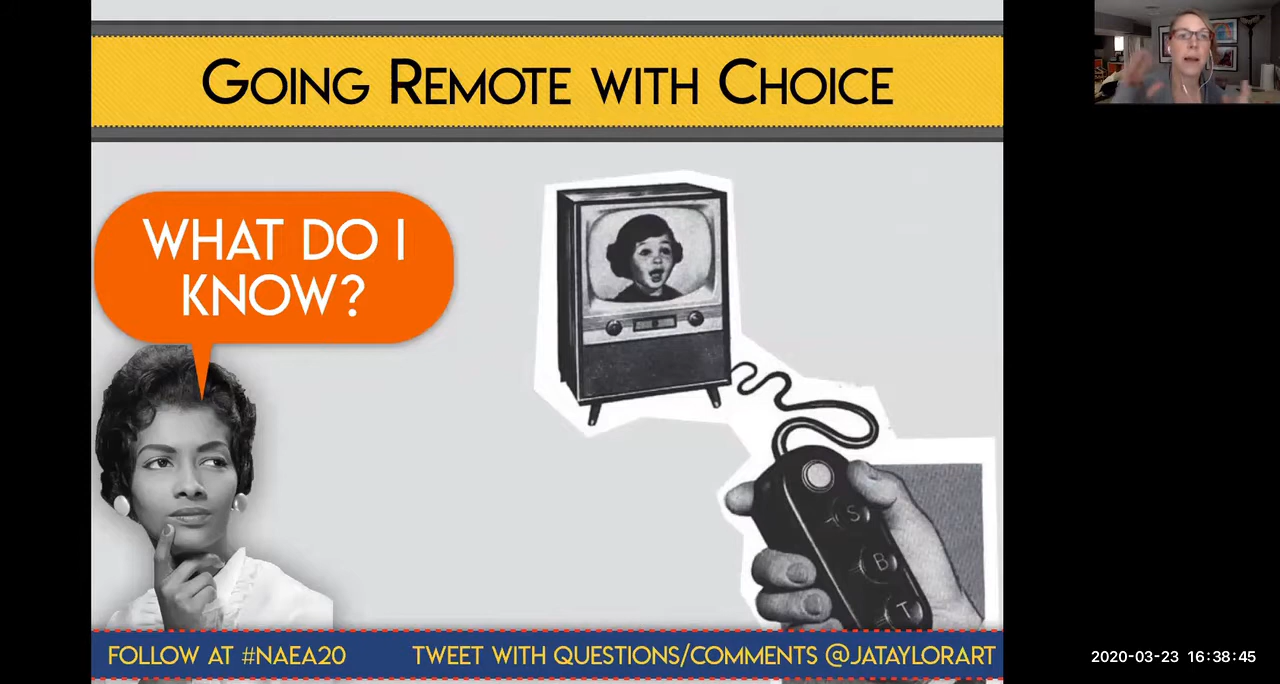 GOING REMOTE WITH CHOICE
WHAT DO I
KNOW?
S
B
T
FOLLOW AT #NAEA20
TWEET WITH QUESTIONS/COMMENTS @JATAYLORART
2020-03-23 16:38:45